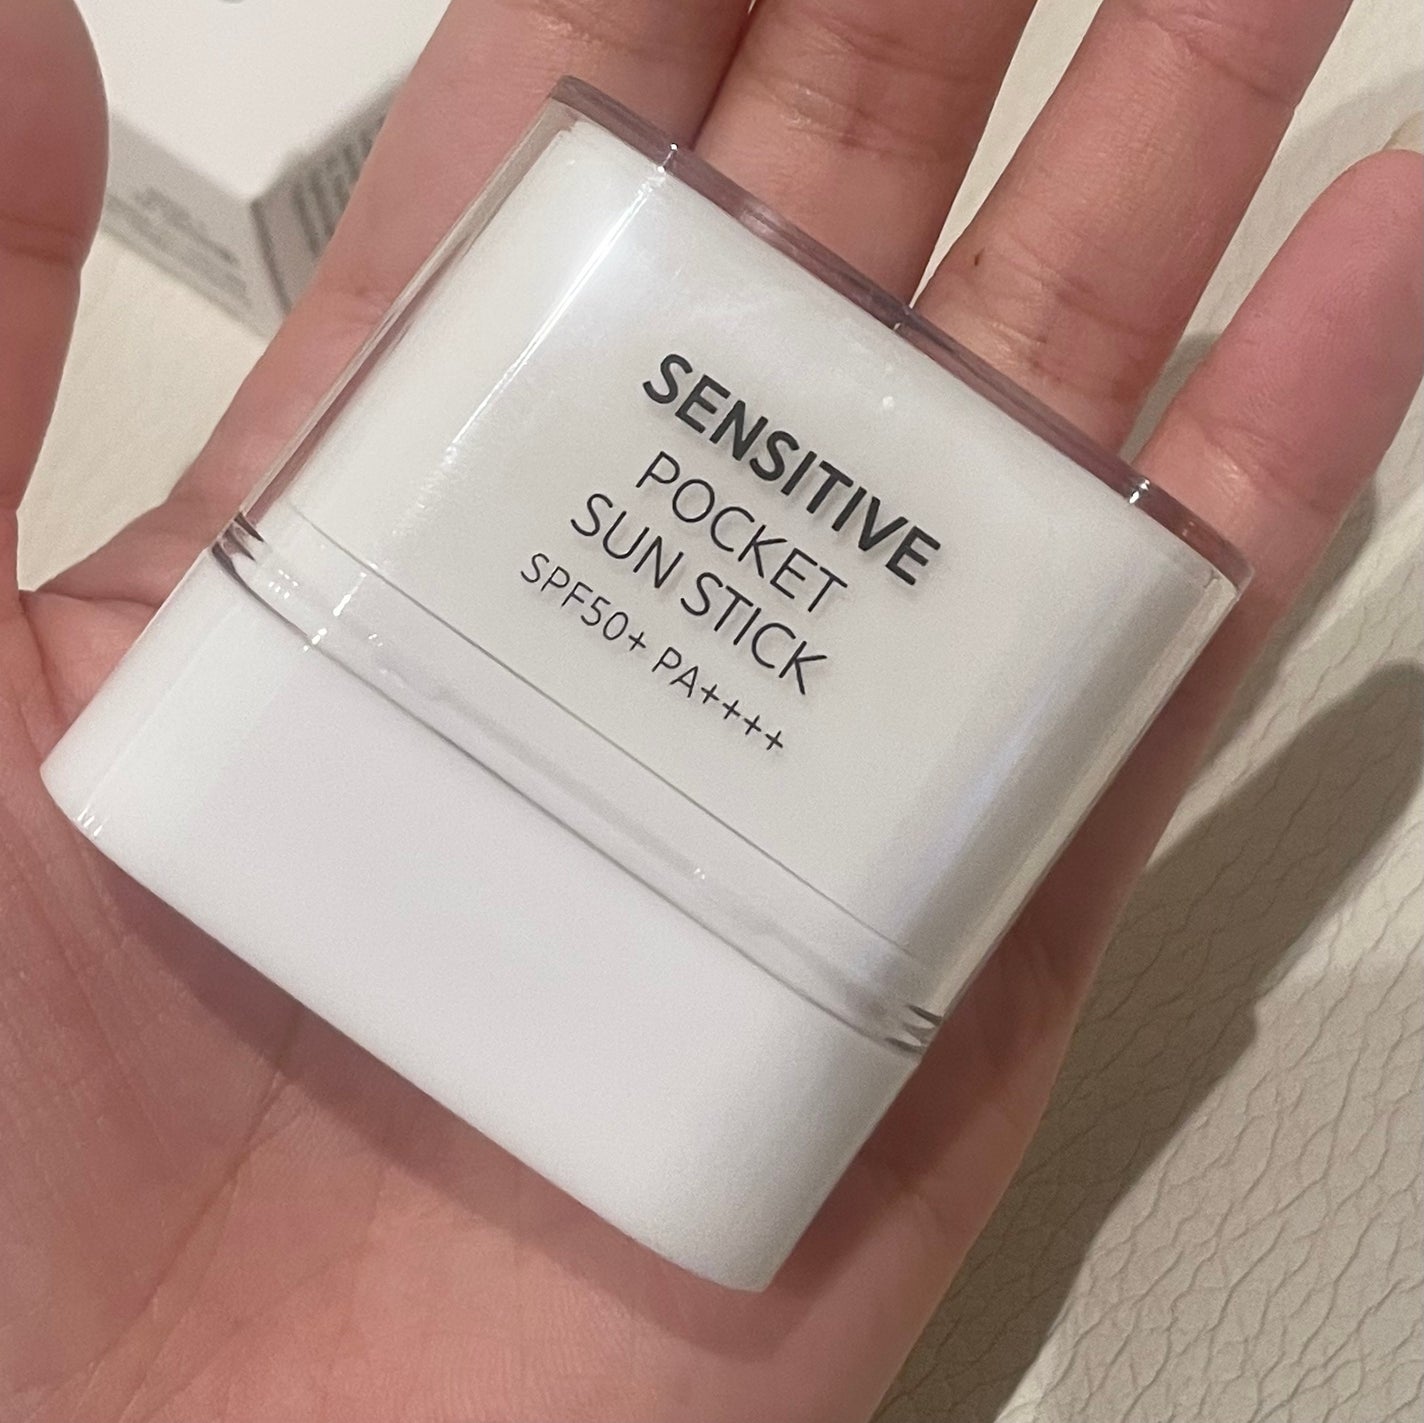 SENSITIVE
POCKET
SUN STICK
SPF50+ PA++++